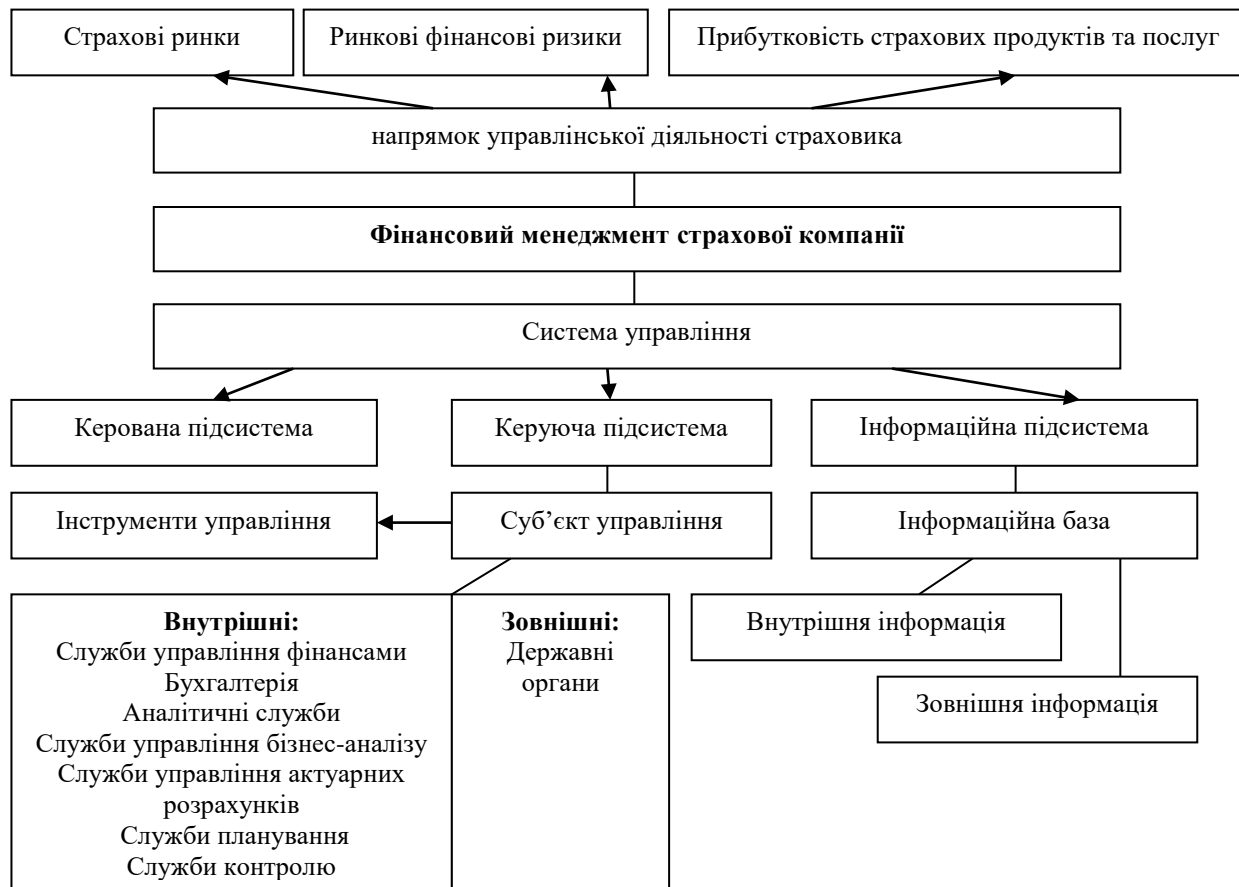 Страхові ринки
Ринкові фінансові ризики
Прибутковість страхових продуктів та послуг
напрямок управлінської діяльності страховика
Фінансовий менеджмент страхової компанії
Система управління
Керована підсистема
Керуюча підсистема
Інформаційна підсистема
Інструменти управління
Суб’єкт управління
Інформаційна база
Внутрішні:
Служби управління фінансами
Бухгалтерія
Аналітичні служби
Служби управління бізнес-аналізу
Служби управління актуарних
розрахунків
Служби планування
Служби контролю
Зовнішні:
Державні
органи
Внутрішня інформація
Зовнішня інформація